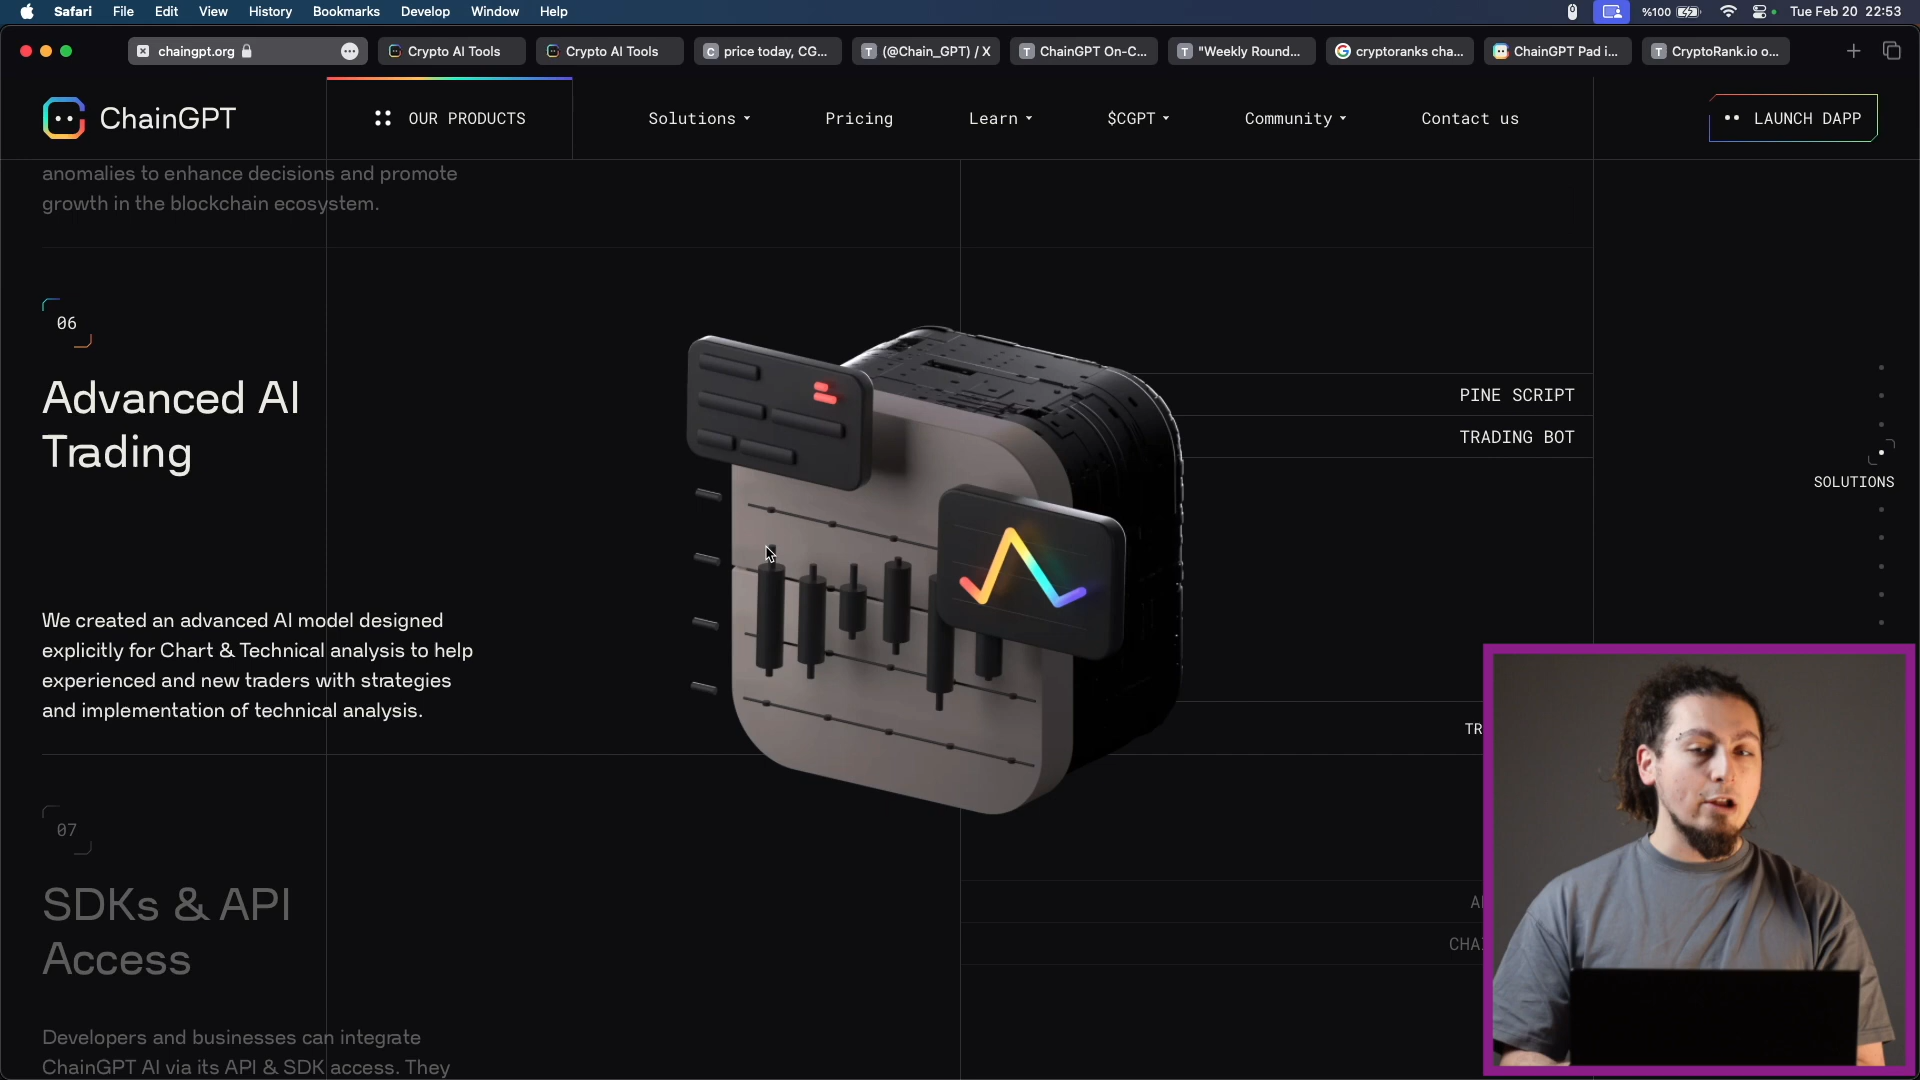 Safari File Edit View History Bookmarks Develop Window Help %100 Tue Feb 20 22:53
chaingpt.org Crypto AI Tools Crypto AI Tools price today, CG... (@Chain_GPT) / X ChainGPT On-C... "Weekly Round... cryptoranks cha... ChainGPT Pad i... CryptoRank.io o...
ChainGPT OUR PRODUCTS Solutions Pricing Learn $CGPT Community Contact us LAUNCH DAPP
anomalies to enhance decisions and promote
growth in the blockchain ecosystem.
06
Advanced AI
Trading
PINE SCRIPT
TRADING BOT
SOLUTIONS
We created an advanced AI model designed
explicitly for Chart & Technical analysis to help
experienced and new traders with strategies
and implementation of technical analysis.
07
SDKs & API
Access
Developers and businesses can integrate
ChainGPT AI via its API & SDK access. They